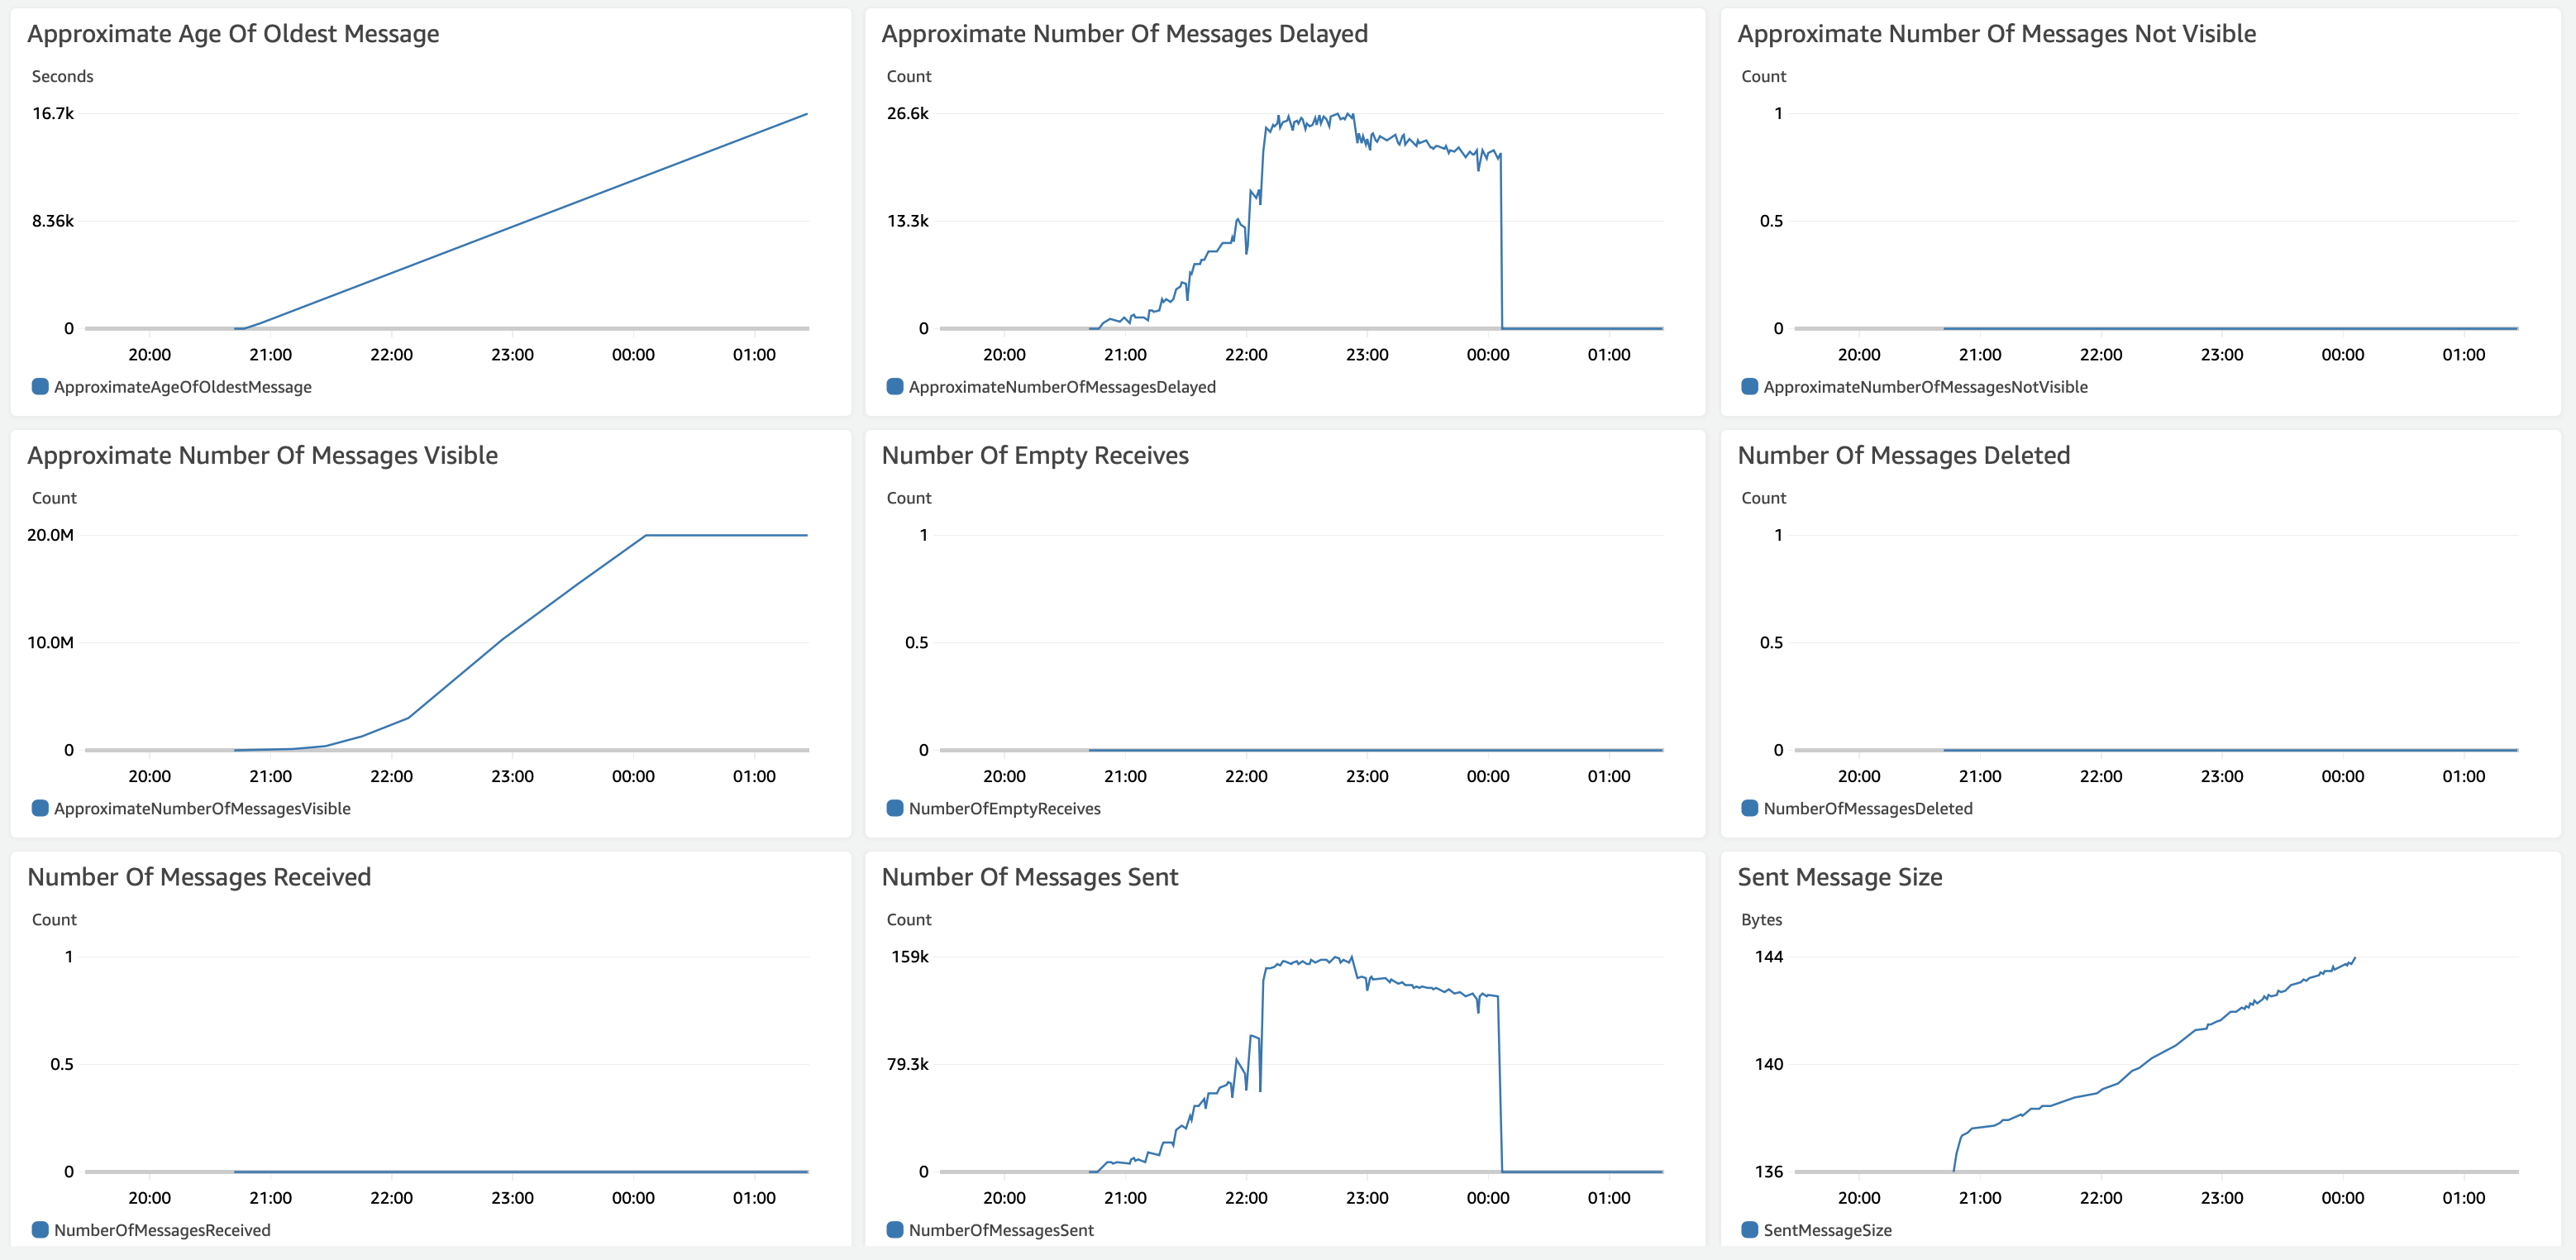 Approximate Age Of Oldest Message
Seconds
16.7k
8.36k
0
20:00 21:00 22:00 23:00 00:00 01:00
ApproximateAgeOfOldestMessage
Approximate Number Of Messages Delayed
Count
26.6k
13.3k
0
20:00 21:00 22:00 23:00 00:00 01:00
ApproximateNumberOfMessagesDelayed
Approximate Number Of Messages Not Visible
Count
1
0.5
0
20:00 21:00 22:00 23:00 00:00 01:00
ApproximateNumberOfMessagesNotVisible
Approximate Number Of Messages Visible
Count
20.0M
10.0M
0
20:00 21:00 22:00 23:00 00:00 01:00
ApproximateNumberOfMessagesVisible
Number Of Empty Receives
Count
1
0.5
0
20:00 21:00 22:00 23:00 00:00 01:00
NumberOfEmptyReceives
Number Of Messages Deleted
Count
1
0.5
0
20:00 21:00 22:00 23:00 00:00 01:00
NumberOfMessagesDeleted
Number Of Messages Received
Count
1
0.5
0
20:00 21:00 22:00 23:00 00:00 01:00
NumberOfMessagesReceived
Number Of Messages Sent
Count
159k
79.3k
0
20:00 21:00 22:00 23:00 00:00 01:00
NumberOfMessagesSent
Sent Message Size
Bytes
144
140
136
20:00 21:00 22:00 23:00 00:00 01:00
SentMessageSize